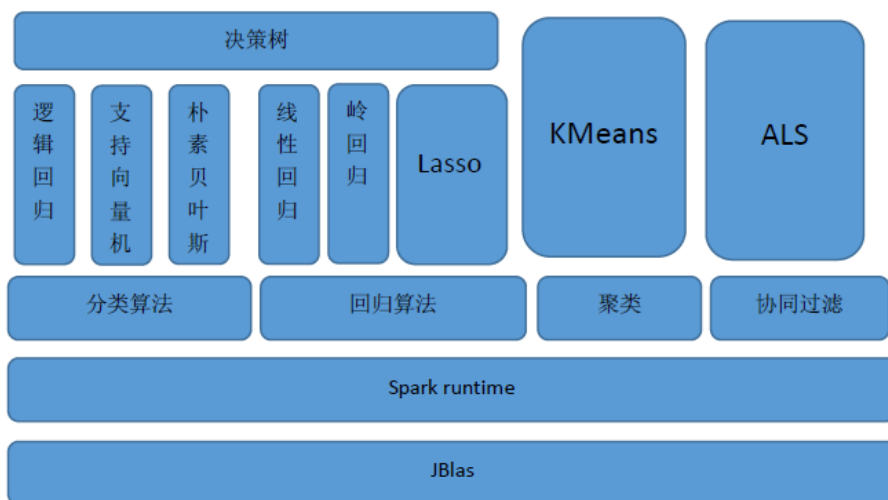 决策树
逻辑回归
支持向量机
朴素贝叶斯
线性回归
岭回归
Lasso
KMeans
ALS
分类算法
回归算法
聚类
协同过滤
Spark runtime
JBlas